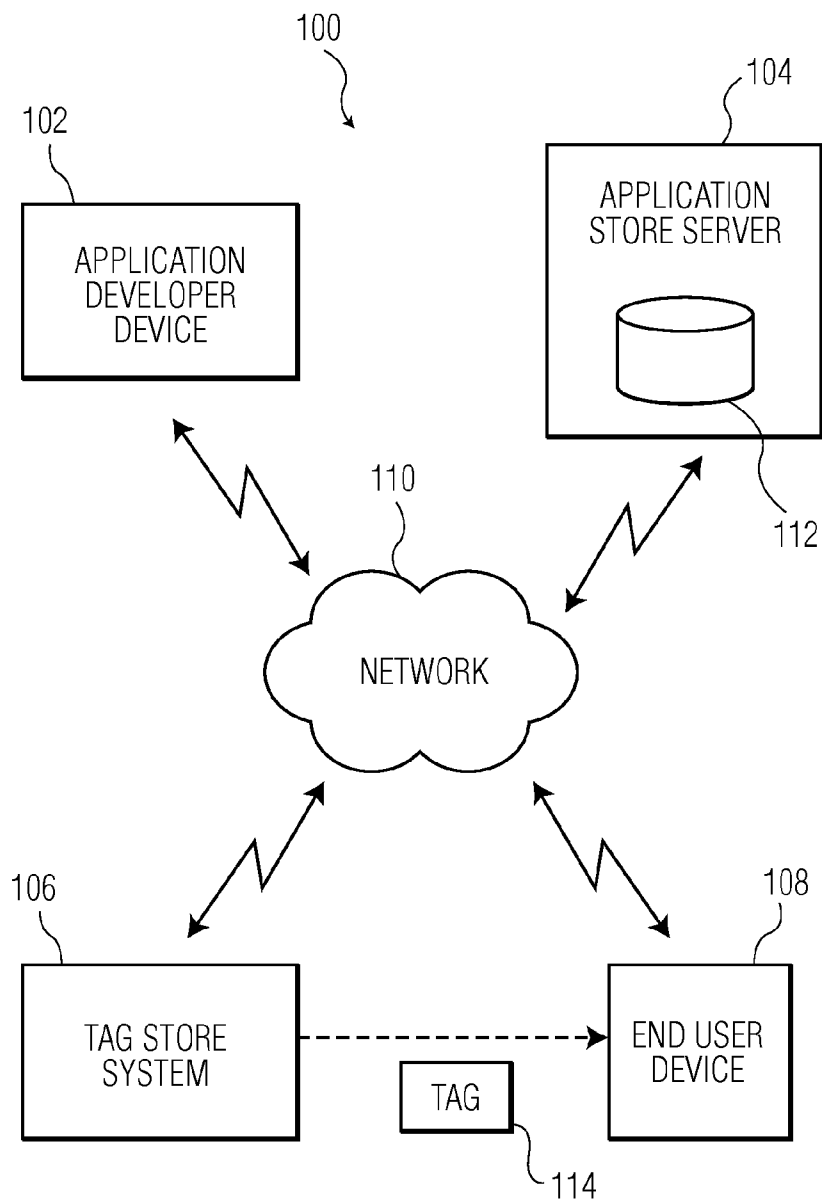 100
102
104
APPLICATION
DEVELOPER
DEVICE
APPLICATION
STORE SERVER
112
110
NETWORK
106
108
TAG STORE
SYSTEM
END USER
DEVICE
TAG
114